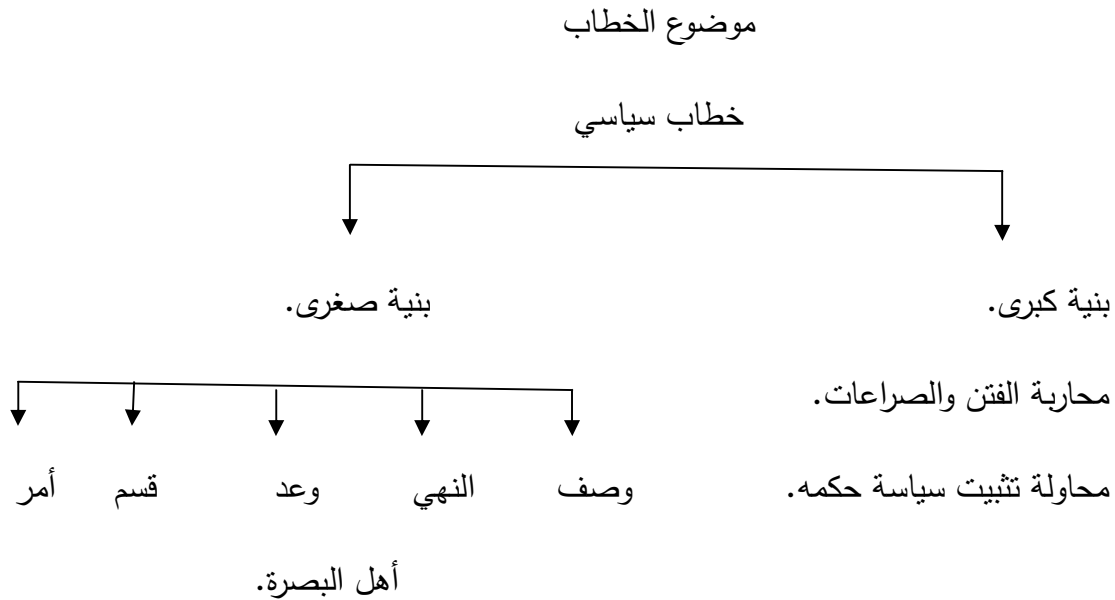 موضوع الخطاب
خطاب سياسي
بنية كبرى. بنية صغرى.
محاربة الفتن والصراعات.
محاولة تثبيت سياسة حكمه. وصف النهي وعد قسم أمر
أهل البصرة.